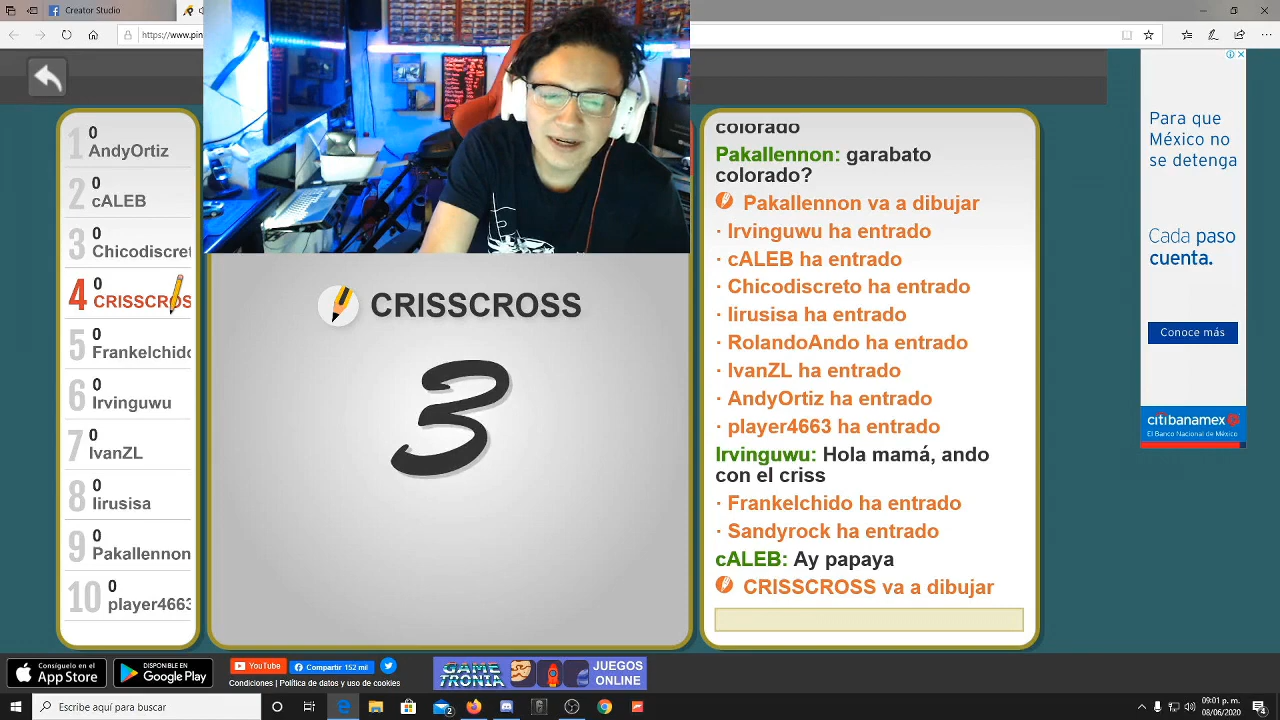 Creator Studio
https://www.pin
1 0 AndyOrtiz
2 0 cALEB
3 0 Chicodiscret
4 0 CRISSCROS
5 0 Frankelchido
6 0 Irvinguwu
7 0 IvanZL
8 0 lirusisa
9 0 Pakallennon
10 0 player4663
CRISSCROSS
3
colorado
Pakallennon: garabato
colorado?
Pakallennon va a dibujar
· Irvinguwu ha entrado
· cALEB ha entrado
· Chicodiscreto ha entrado
· lirusisa ha entrado
· RolandoAndo ha entrado
· IvanZL ha entrado
· AndyOrtiz ha entrado
· player4663 ha entrado
Irvinguwu: Hola mamá, ando
con el criss
· Frankelchido ha entrado
· Sandyrock ha entrado
cALEB: Ay papaya
CRISSCROSS va a dibujar
Para que
México no
se detenga
Cada paso
cuenta.
Conoce más
citibanamex
El Banco Nacional de México
Consíguelo en el
App Store
DISPONIBLE EN
Google Play
YouTube
Compartir 152 mil
Condiciones | Política de datos y uso de cookies
GAME
TRONIA
JUEGOS
ONLINE
Escribe aquí para buscar
2
09:01 p. m.
08/06/2020
4